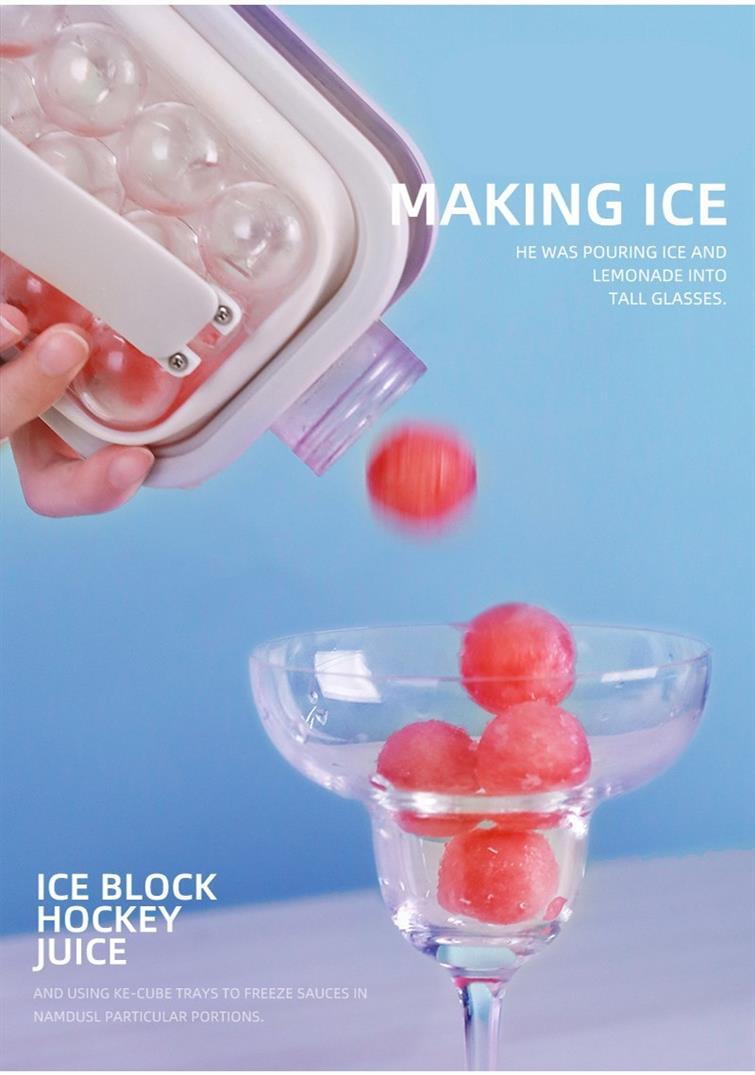 MAKING ICE
HE WAS POURING ICE AND
LEMONADE INTO
TALL GLASSES.
ICE BLOCK
HOCKEY
JUICE
AND USING KE-CUBE TRAYS TO FREEZE SAUCES IN
NAMDUSL PARTICULAR PORTIONS.